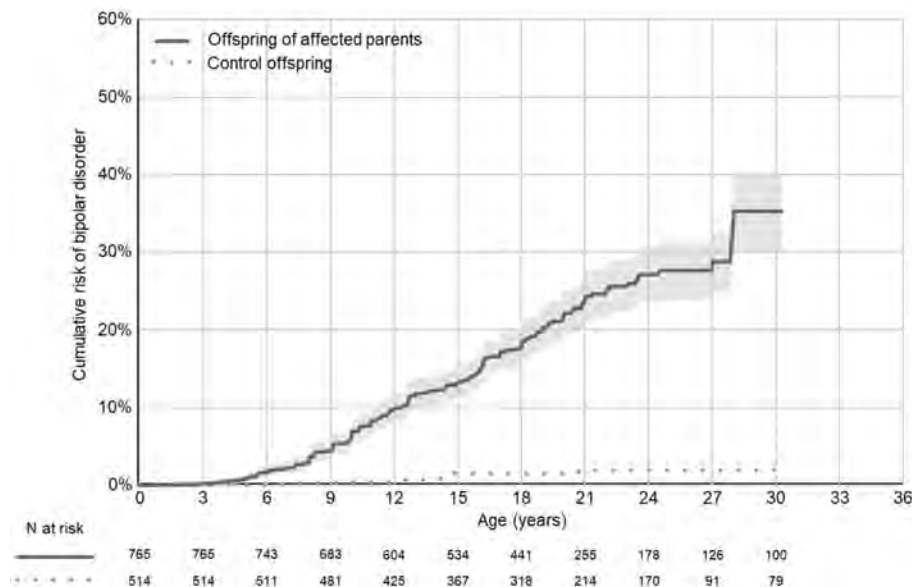 60%
50%
40%
30%
20%
10%
0%
Cumulative risk of bipolar disorder
Offspring of affected parents
Control offspring
0 3 6 9 12 15 18 21 24 27 30 33 36
Age (years)
N at risk
765 765 743 683 604 534 441 255 178 126 100
514 514 511 481 425 367 318 214 170 91 79